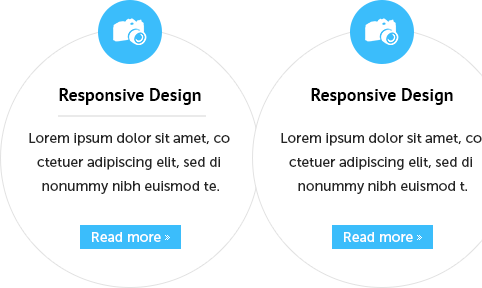 Responsive Design
Lorem ipsum dolor sit amet, co
ctetuer adipiscing elit, sed di
nonummy nibh euismod te.
Read more »
Responsive Design
Lorem ipsum dolor sit amet, co
ctetuer adipiscing elit, sed di
nonummy nibh euismod t.
Read more »